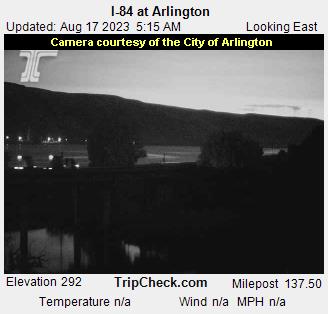 I-84 at Arlington
Updated: Aug 17 2023 5:15 AM Looking East
Camera courtesy of the City of Arlington
Elevation 292 TripCheck.com Milepost 137.50
Temperature n/a Wind n/a MPH n/a